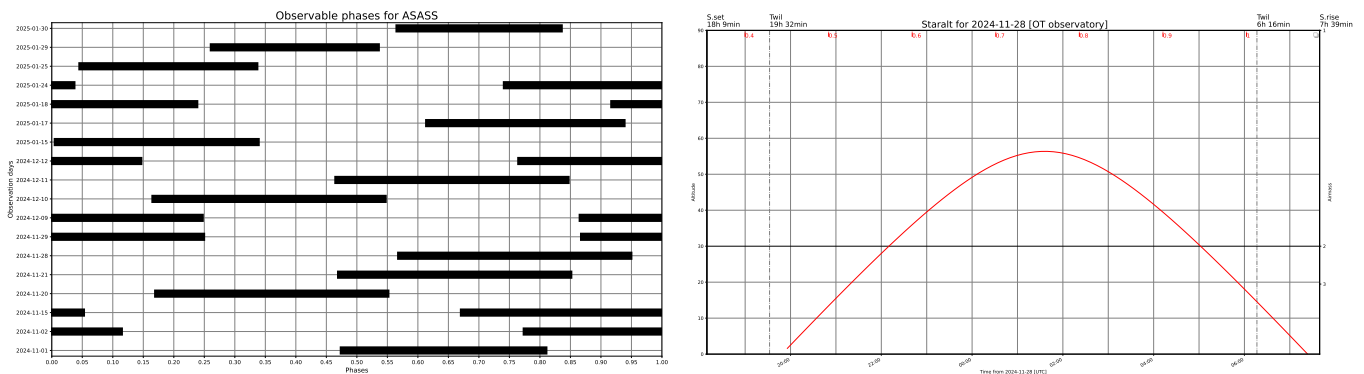 Observable phases for ASASS
Observation days
2025-01-30
2025-01-29
2025-01-25
2025-01-24
2025-01-18
2025-01-17
2025-01-15
2024-12-12
2024-12-11
2024-12-10
2024-12-09
2024-11-29
2024-11-28
2024-11-21
2024-11-20
2024-11-15
2024-11-02
2024-11-01
0.00 0.05 0.10 0.15 0.20 0.25 0.30 0.35 0.40 0.45 0.50 0.55 0.60 0.65 0.70 0.75 0.80 0.85 0.90 0.95 1.00
Phases
S.set
18h 9min
Twil
19h 32min
Staralt for 2024-11-28 [OT observatory]
Twil
6h 16min
S.rise
7h 39min
0.4 0.5 0.6 0.7 0.8 0.9 1
Altitude
90
80
70
60
50
40
30
20
10
0
20:00 22:00 00:00 02:00 04:00 06:00
Time from 2024-11-28 [UTC]
1
2
3
Airmass